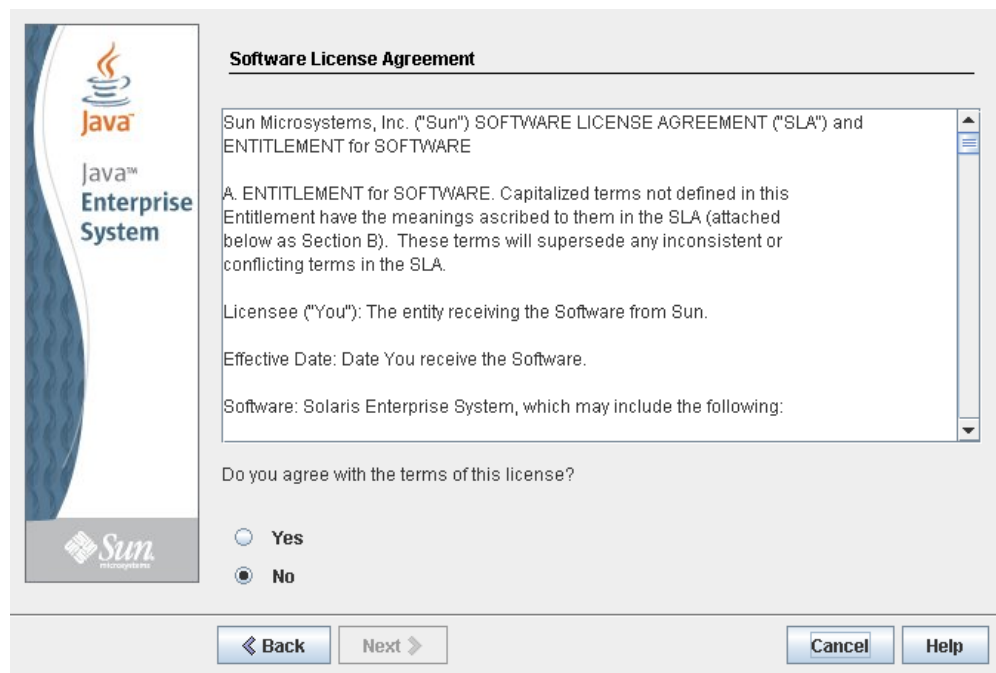 Java™
Java™
Enterprise
System
Sun
microsystems
Software License Agreement
Sun Microsystems, Inc. ("Sun") SOFTWARE LICENSE AGREEMENT ("SLA") and
ENTITLEMENT for SOFTWARE
A. ENTITLEMENT for SOFTWARE. Capitalized terms not defined in this
Entitlement have the meanings ascribed to them in the SLA (attached
below as Section B).  These terms will supersede any inconsistent or
conflicting terms in the SLA.
Licensee ("You"): The entity receiving the Software from Sun.
Effective Date: Date You receive the Software.
Software: Solaris Enterprise System, which may include the following:
Do you agree with the terms of this license?
Yes
No
Back
Next
Cancel
Help